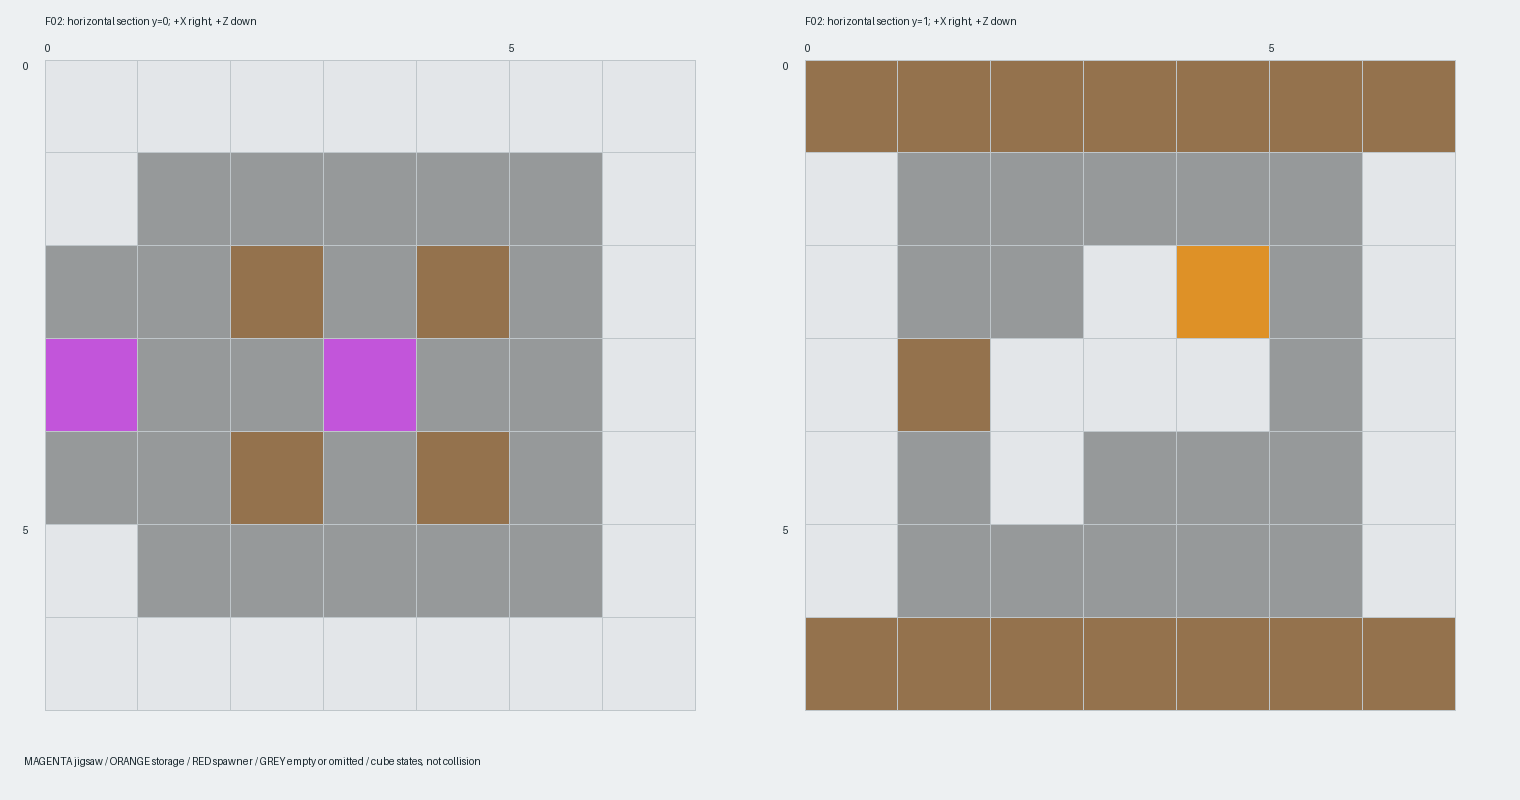 F02: horizontal section y=0; +X right, +Z down
F02: horizontal section y=1; +X right, +Z down
0 5
0 5
0
0
5
5
MAGENTA jigsaw / ORANGE storage / RED spawner / GREY empty or omitted / cube states, not collision